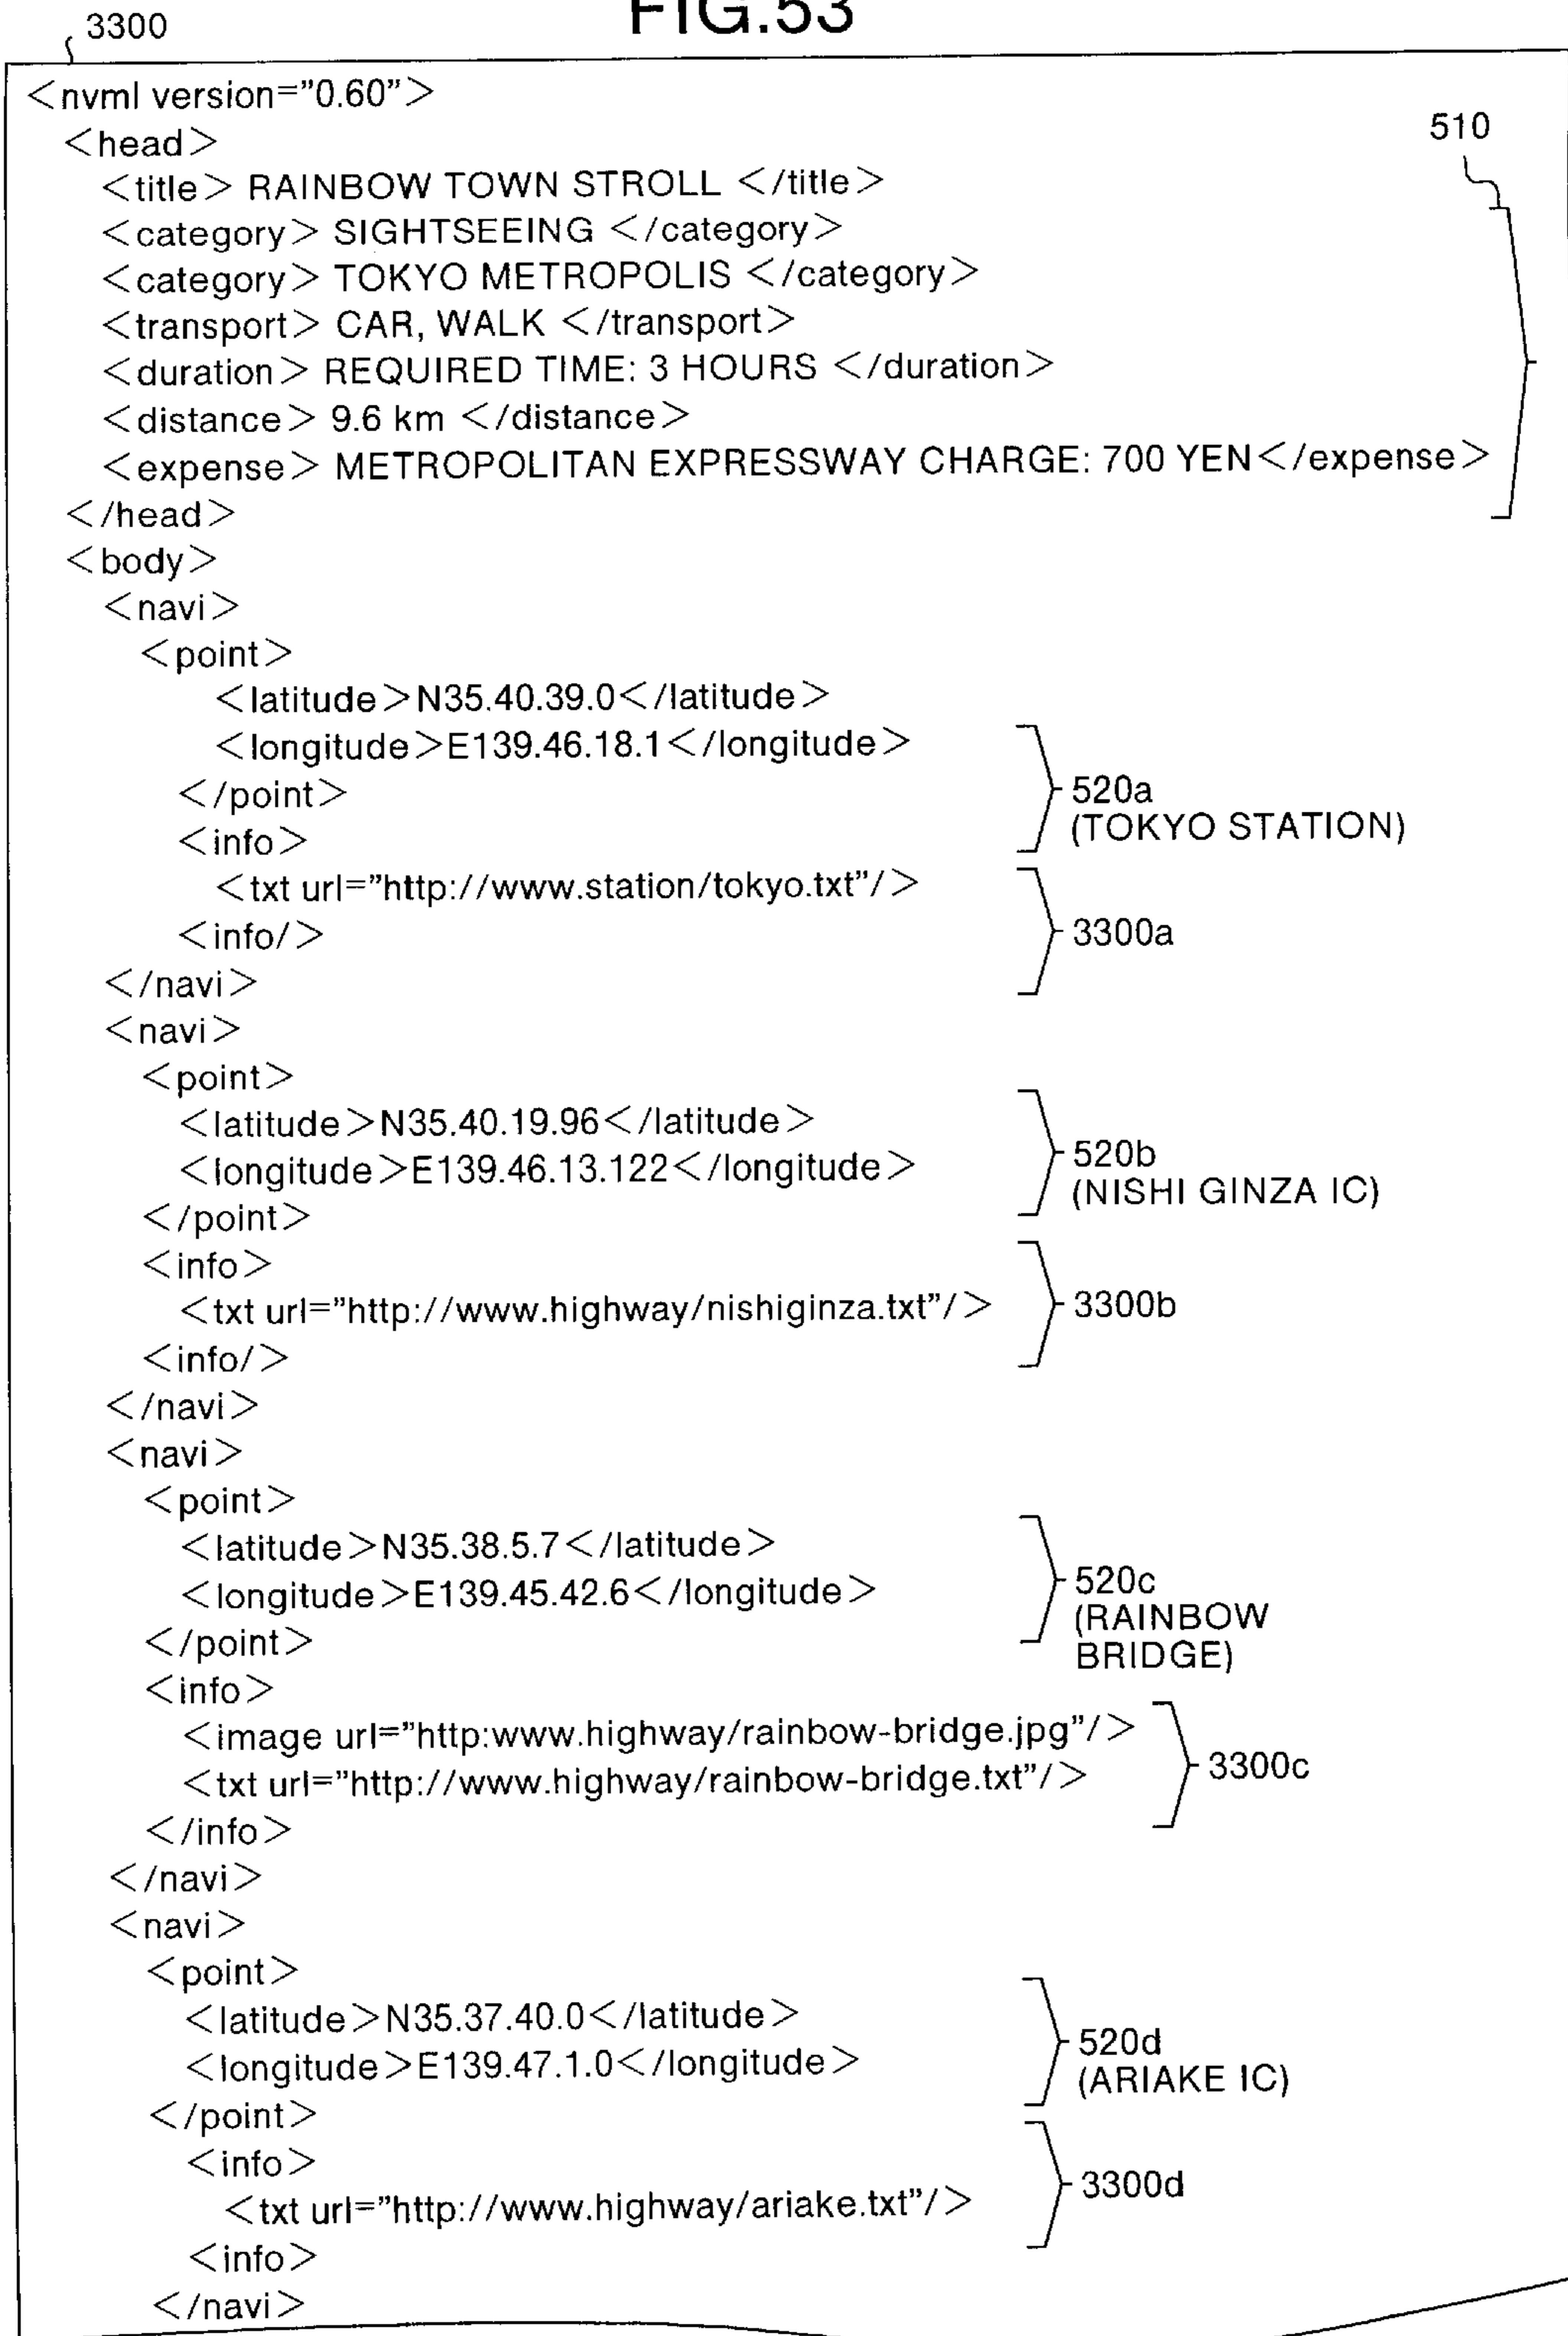 FIG.53
3300
<nvml version="0.60">
<head>
510
<title> RAINBOW TOWN STROLL </title>
<category> SIGHTSEEING </category>
<category> TOKYO METROPOLIS </category>
<transport> CAR, WALK </transport>
<duration> REQUIRED TIME: 3 HOURS </duration>
<distance> 9.6 km </distance>
<expense> METROPOLITAN EXPRESSWAY CHARGE: 700 YEN</expense>
</head>
<body>
<navi>
<point>
<latitude>N35.40.39.0</latitude>
<longitude>E139.46.18.1</longitude>
</point>
520a
(TOKYO STATION)
<info>
<txt url="http://www.station/tokyo.txt"/>
<info/>
3300a
</navi>
<navi>
<point>
<latitude>N35.40.19.96</latitude>
<longitude>E139.46.13.122</longitude>
520b
(NISHI GINZA IC)
</point>
<info>
<txt url="http://www.highway/nishiginza.txt"/>
3300b
<info/>
</navi>
<navi>
<point>
<latitude>N35.38.5.7</latitude>
<longitude>E139.45.42.6</longitude>
520c
(RAINBOW
BRIDGE)
</point>
<info>
<image url="http:www.highway/rainbow-bridge.jpg"/>
<txt url="http://www.highway/rainbow-bridge.txt"/>
3300c
</info>
</navi>
<navi>
<point>
<latitude>N35.37.40.0</latitude>
<longitude>E139.47.1.0</longitude>
520d
(ARIAKE IC)
</point>
<info>
<txt url="http://www.highway/ariake.txt"/>
3300d
<info>
</navi>